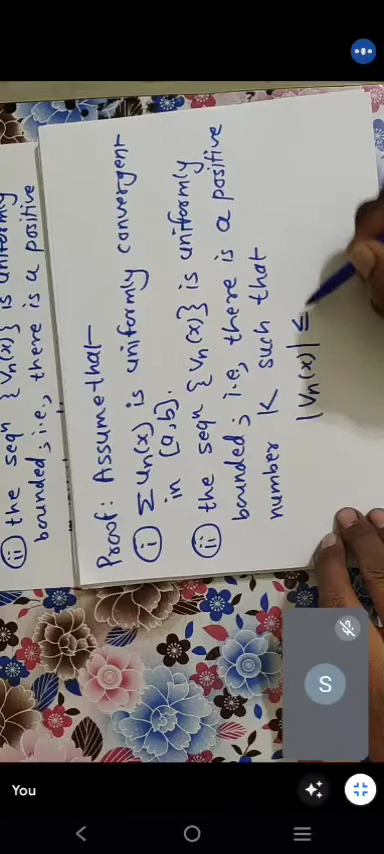 (ii) the seqn {Vn(x)} is uniformly
bounded ; i.e., there is a positive
Proof : Assume that
(i) Σ un(x) is uniformly convergent
in [a, b].
(ii) the seqn {Vn(x)} is uniformly
bounded ; i.e., there is a positive
number K such that
|Vn(x)| ≤
S
You